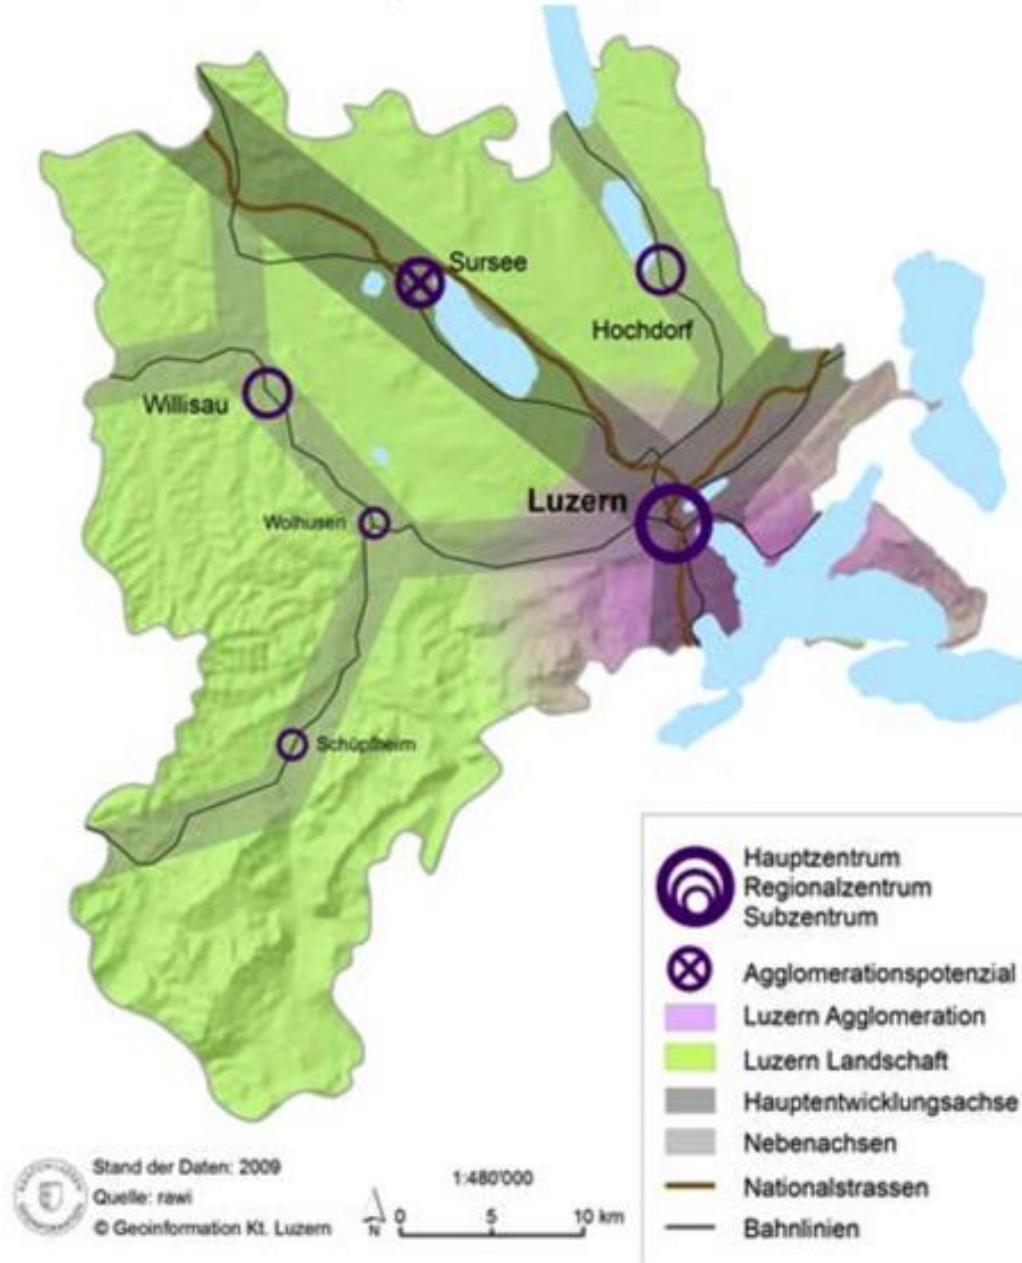 Sursee
Hochdorf
Willisau
Luzern
Wolhusen
Schüpfheim
Hauptzentrum
Regionalzentrum
Subzentrum
Agglomerationspotenzial
Luzern Agglomeration
Luzern Landschaft
Hauptentwicklungsachse
Nebenachsen
Nationalstrassen
Bahnlinien
Stand der Daten: 2009
Quelle: rawi
© Geoinformation Kt. Luzern
1:480'000
N
0 5 10 km